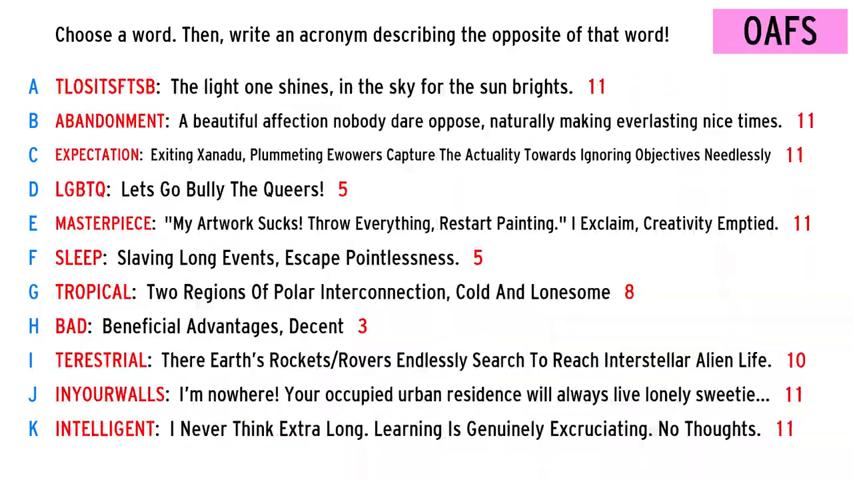 Choose a word. Then, write an acronym describing the opposite of that word!
OAFS
A TLOSITSFTSB: The light one shines, in the sky for the sun brights. 11
B ABANDONMENT: A beautiful affection nobody dare oppose, naturally making everlasting nice times. 11
C EXPECTATION: Exiting Xanadu, Plummeting Ewowers Capture The Actuality Towards Ignoring Objectives Needlessly 11
D LGBTQ: Lets Go Bully The Queers! 5
E MASTERPIECE: "My Artwork Sucks! Throw Everything, Restart Painting." I Exclaim, Creativity Emptied. 11
F SLEEP: Slaving Long Events, Escape Pointlessness. 5
G TROPICAL: Two Regions Of Polar Interconnection, Cold And Lonesome 8
H BAD: Beneficial Advantages, Decent 3
I TERESTRIAL: There Earth's Rockets/Rovers Endlessly Search To Reach Interstellar Alien Life. 10
J INYOURWALLS: I'm nowhere! Your occupied urban residence will always live lonely sweetie... 11
K INTELLIGENT: I Never Think Extra Long. Learning Is Genuinely Excruciating. No Thoughts. 11